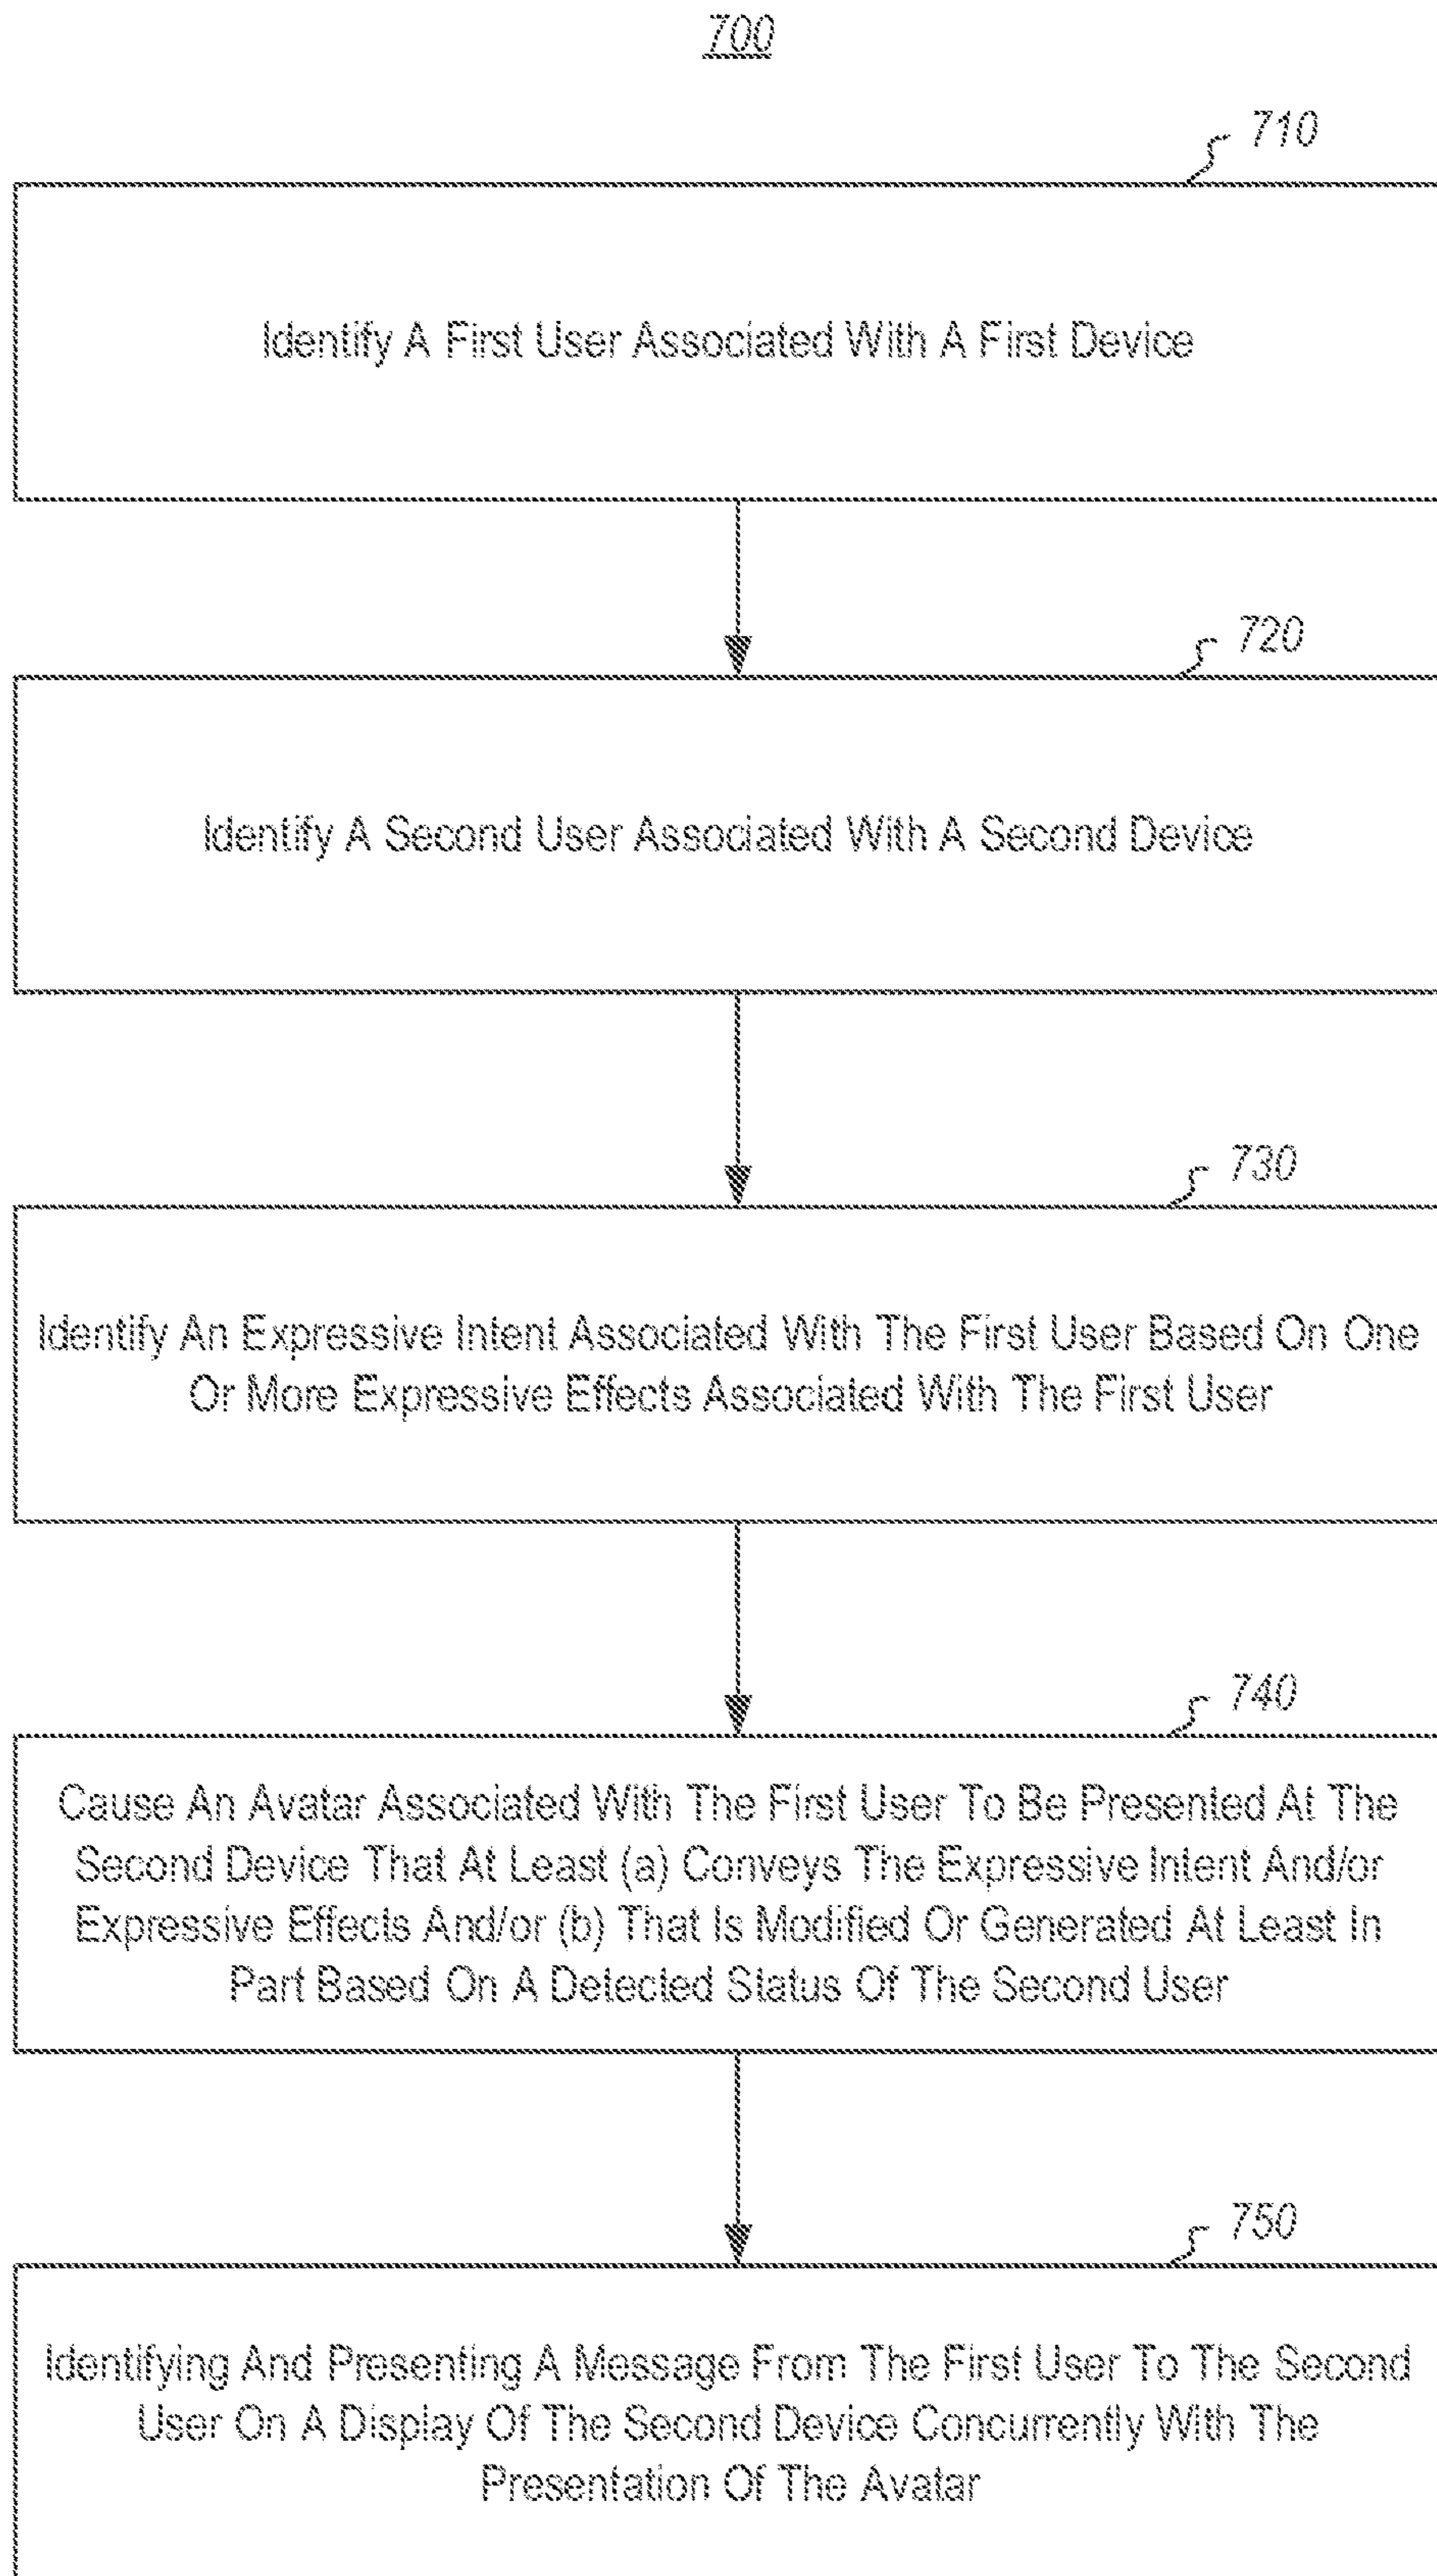 700
710
Identify A First User Associated With A First Device
720
Identify A Second User Associated With A Second Device
730
Identify An Expressive Intent Associated With The First User Based On One
Or More Expressive Effects Associated With The First User
740
Cause An Avatar Associated With The First User To Be Presented At The
Second Device That At Least (a) Conveys The Expressive Intent And/or
Expressive Effects And/or (b) That Is Modified Or Generated At Least In
Part Based On A Detected Status Of The Second User
750
Identifying And Presenting A Message From The First User To The Second
User On A Display Of The Second Device Concurrently With The
Presentation Of The Avatar